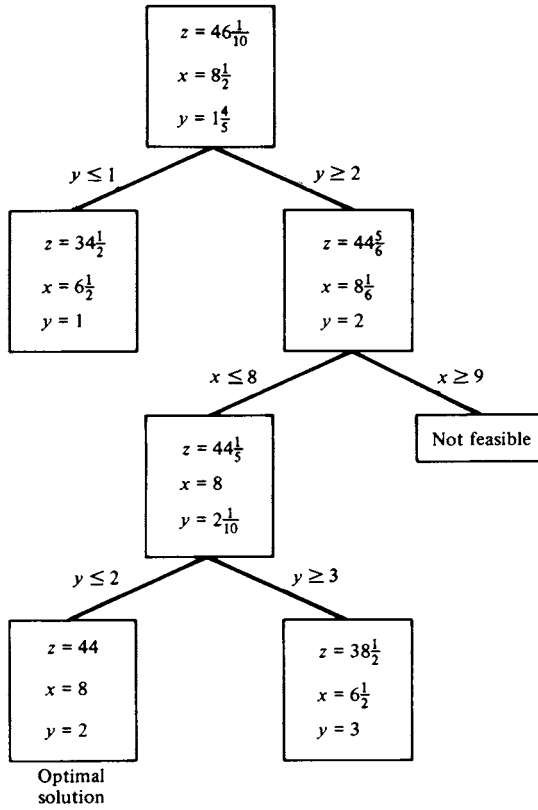 z = 46 1/10
x = 8 1/2
y = 1 4/5
y ≤ 1
y ≥ 2
z = 34 1/2
x = 6 1/2
y = 1
z = 44 5/6
x = 8 1/6
y = 2
x ≤ 8
x ≥ 9
z = 44 1/5
x = 8
y = 2 1/10
Not feasible
y ≤ 2
y ≥ 3
z = 44
x = 8
y = 2
z = 38 1/2
x = 6 1/2
y = 3
Optimal
solution